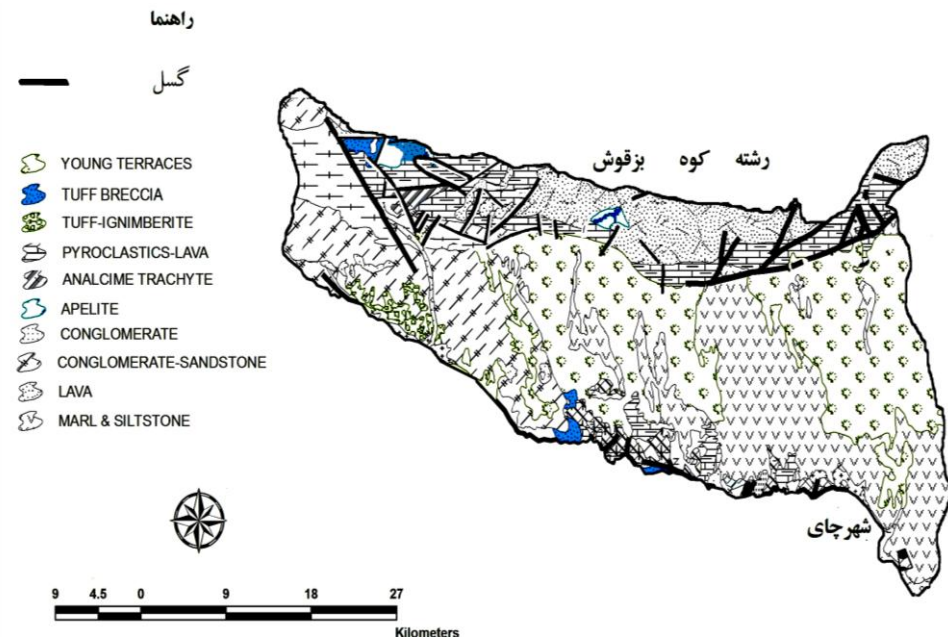 راهنما
گسل
YOUNG TERRACES
TUFF BRECCIA
TUFF-IGNIMBERITE
PYROCLASTICS-LAVA
ANALCIME TRACHYTE
APELITE
CONGLOMERATE
CONGLOMERATE-SANDSTONE
LAVA
MARL & SILTSTONE
رشته کوه بزقوش
شهرچای
9 4.5 0 9 18 27
Kilometers